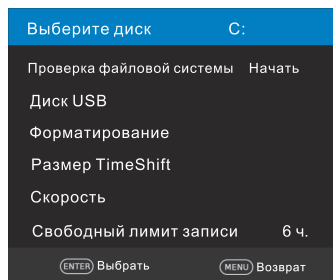 Выберите диск C:
Проверка файловой системы Начать
Диск USB
Форматирование
Размер TimeShift
Скорость
Свободный лимит записи 6 ч.
ENTER Выбрать MENU Возврат